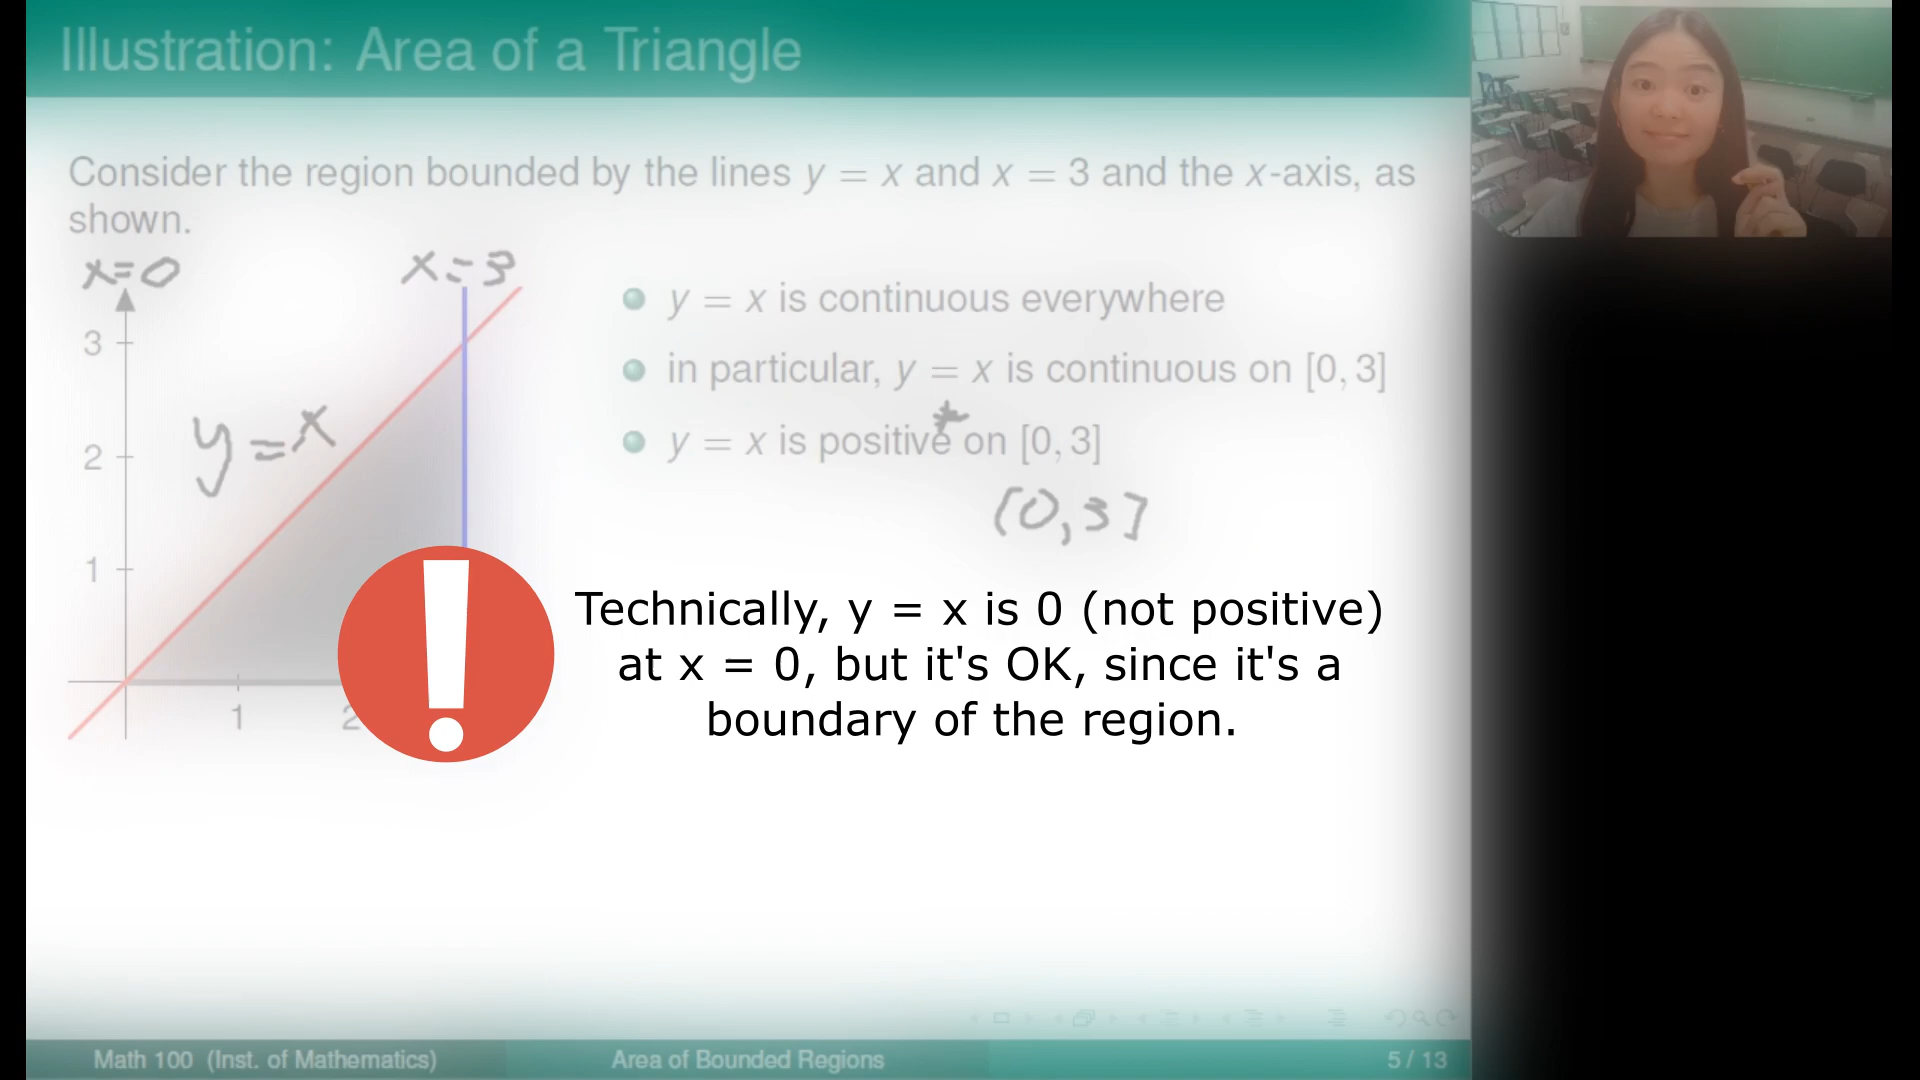 Illustration: Area of a Triangle
Consider the region bounded by the lines y = x and x = 3 and the x-axis, as
shown.
x=0
x=3
3
2
1
y=x
1
2
y = x is continuous everywhere
in particular, y = x is continuous on [0, 3]
*
y = x is positive on [0, 3]
(0,3]
!
Technically, y = x is 0 (not positive)
at x = 0, but it's OK, since it's a
boundary of the region.
Math 100 (Inst. of Mathematics)
Area of Bounded Regions
5 / 13